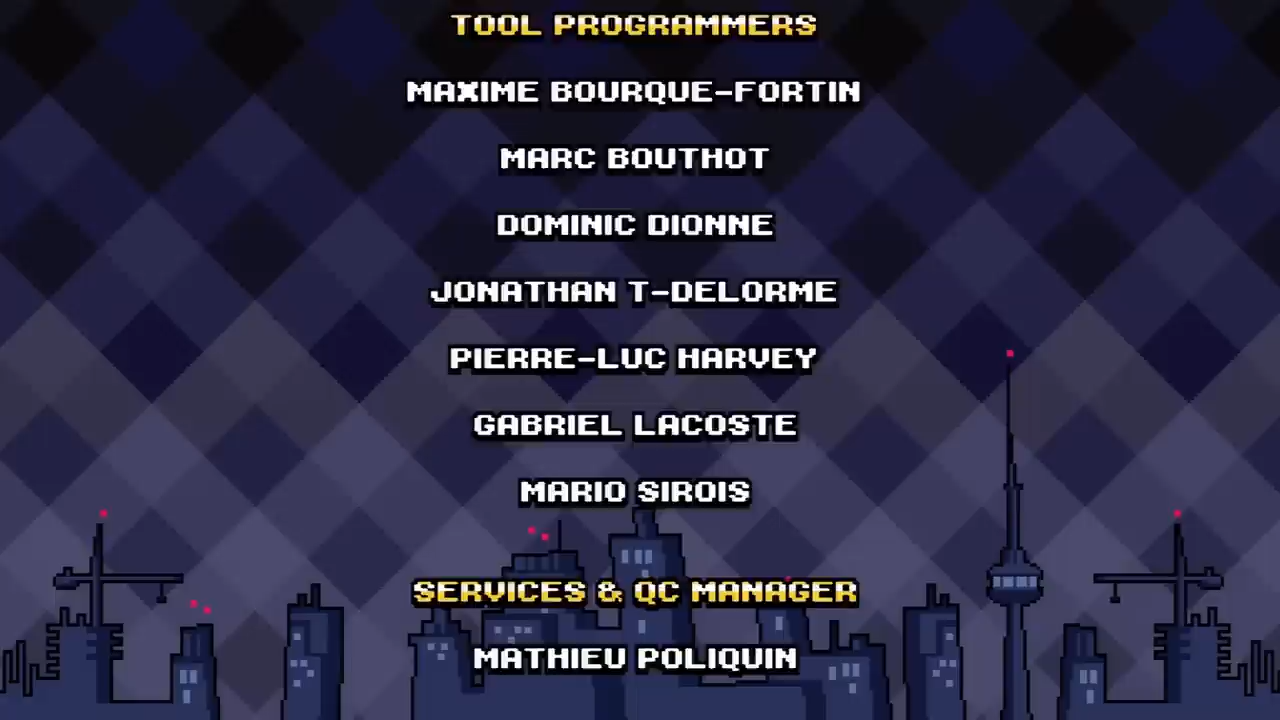 TOOL PROGRAMMERS
MAXIME BOURQUE-FORTIN
MARC BOUTHOT
DOMINIC DIONNE
JONATHAN T-DELORME
PIERRE-LUC HARVEY
GABRIEL LACOSTE
MARIO SIROIS
SERVICES & QC MANAGER
MATHIEU POLIQUIN